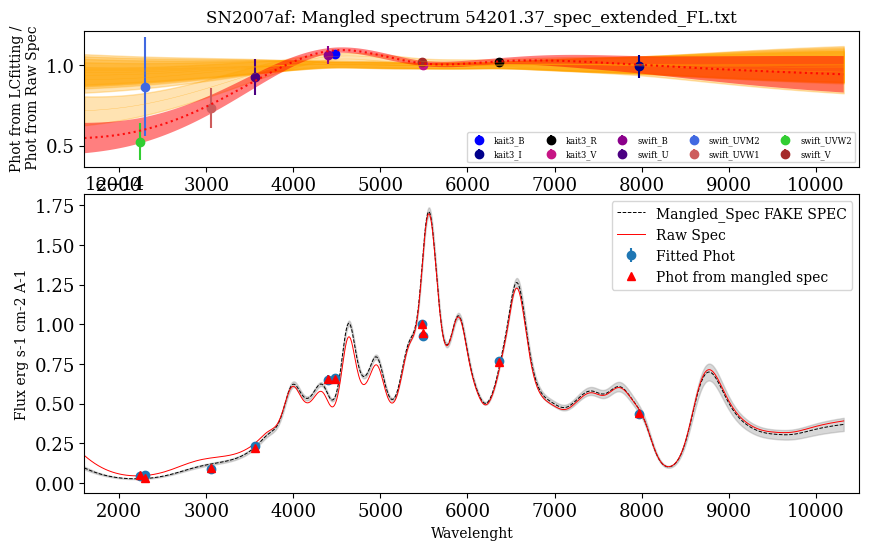 SN2007af: Mangled spectrum 54201.37_spec_extended_FL.txt
Phot from LCfitting /
Phot from Raw Spec
1.0
0.5
kait3_B kait3_R swift_B swift_UVM2 swift_UVW2
kait3_I kait3_V swift_U swift_UVW1 swift_V
2000 3000 4000 5000 6000 7000 8000 9000 10000
1e−14
Flux erg s-1 cm-2 A-1
1.75
1.50
1.25
1.00
0.75
0.50
0.25
0.00
Mangled_Spec FAKE SPEC
Raw Spec
Fitted Phot
Phot from mangled spec
2000 3000 4000 5000 6000 7000 8000 9000 10000
Wavelenght